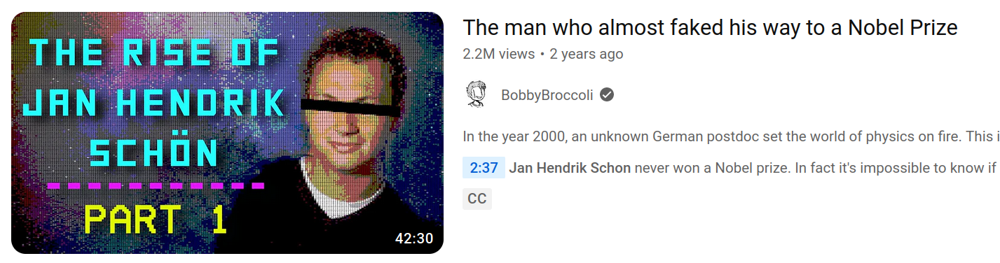 THE RISE OF
JAN HENDRIK
SCHÖN
PART 1
42:30
The man who almost faked his way to a Nobel Prize
2.2M views • 2 years ago
BobbyBroccoli
In the year 2000, an unknown German postdoc set the world of physics on fire. This i
2:37 Jan Hendrik Schon never won a Nobel prize. In fact it's impossible to know if
CC